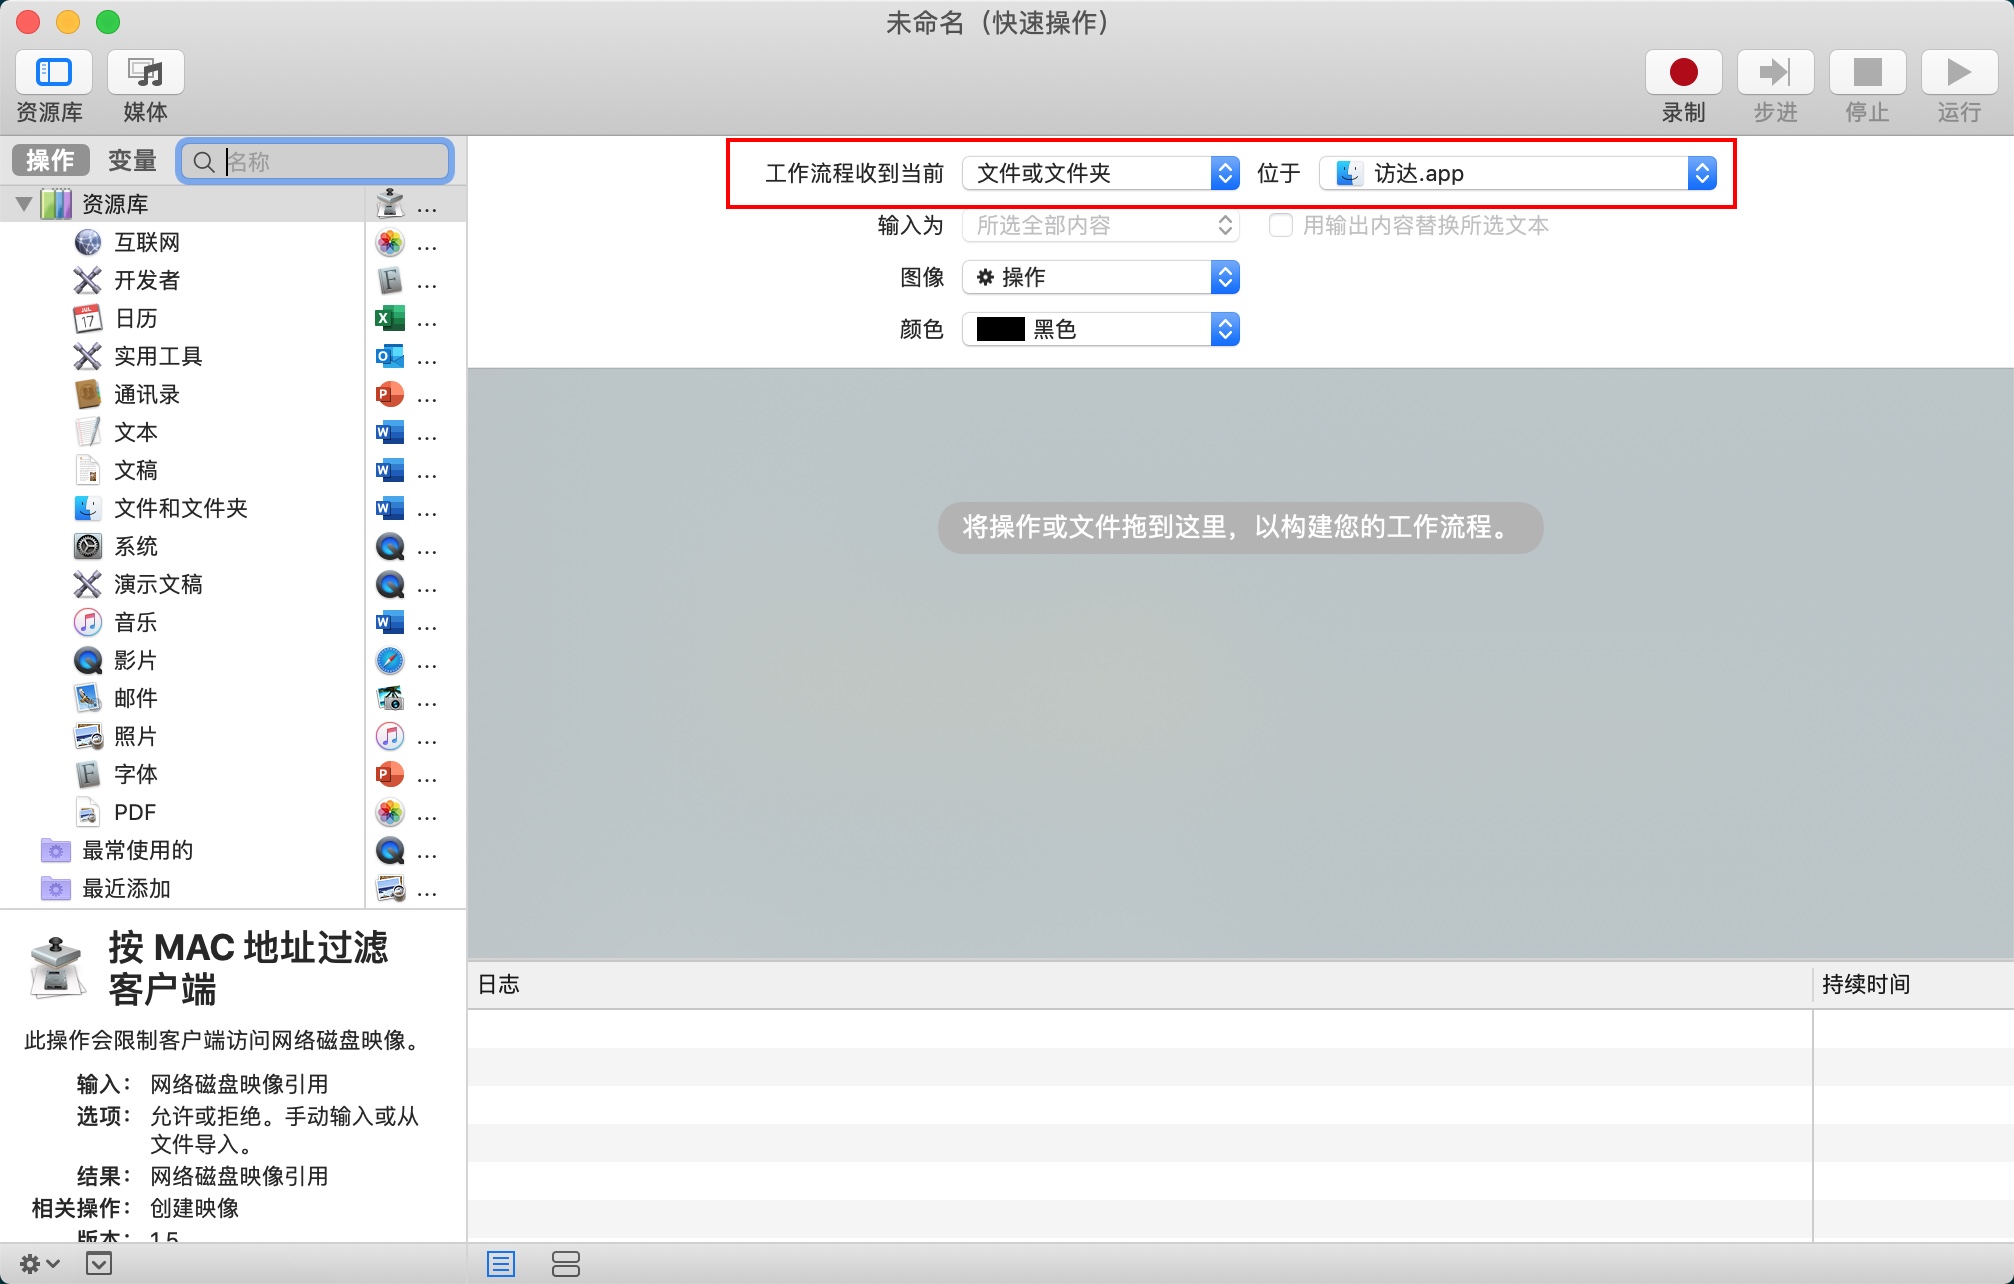 未命名（快速操作）
资源库
媒体
录制
步进
停止
运行
操作
变量
名称
资源库
...
互联网
...
开发者
...
日历
...
实用工具
...
通讯录
...
文本
...
文稿
...
文件和文件夹
...
系统
...
演示文稿
...
音乐
...
影片
...
邮件
...
照片
...
字体
...
PDF
...
最常使用的
...
最近添加
...
工作流程收到当前 文件或文件夹 位于 访达.app
输入为 所选全部内容 用输出内容替换所选文本
图像 操作
颜色 黑色
将操作或文件拖到这里，以构建您的工作流程。
按 MAC 地址过滤
客户端
此操作会限制客户端访问网络磁盘映像。
输入： 网络磁盘映像引用
选项： 允许或拒绝。手动输入或从
文件导入。
结果： 网络磁盘映像引用
相关操作： 创建映像
版本： 1.5
日志
持续时间